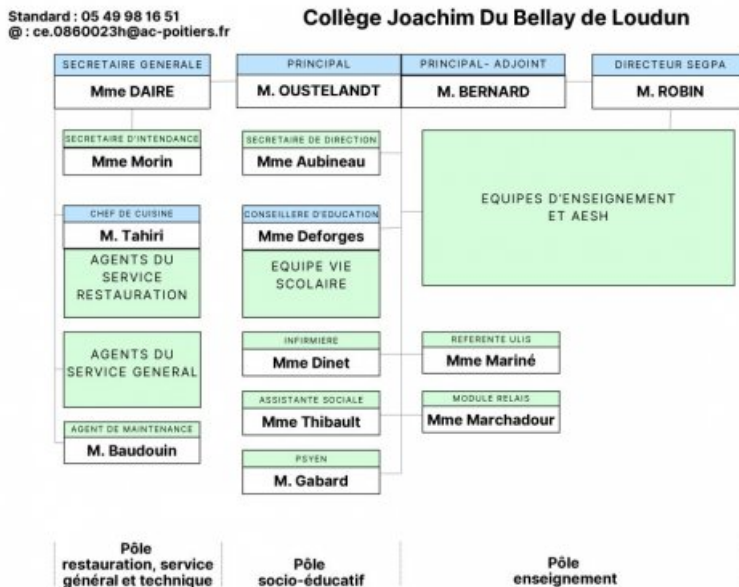 Standard : 05 49 98 16 51
@ : ce.0860023h@ac-poitiers.fr
Collège Joachim Du Bellay de Loudun
SECRETAIRE GENERALE
Mme DAIRE
PRINCIPAL
M. OUSTELANDT
PRINCIPAL- ADJOINT
M. BERNARD
DIRECTEUR SEGPA
M. ROBIN
SECRETAIRE D'INTENDANCE
Mme Morin
SECRETAIRE DE DIRECTION
Mme Aubineau
EQUIPES D'ENSEIGNEMENT
ET AESH
CHEF DE CUISINE
M. Tahiri
AGENTS DU
SERVICE
RESTAURATION
CONSEILLERE D'EDUCATION
Mme Deforges
EQUIPE VIE
SCOLAIRE
AGENTS DU
SERVICE GENERAL
INFIRMIERE
Mme Dinet
REFERENTE ULIS
Mme Mariné
ASSISTANTE SOCIALE
Mme Thibault
MODULE RELAIS
Mme Marchadour
AGENT DE MAINTENANCE
M. Baudouin
PSYEN
M. Gabard
Pôle
restauration, service
général et technique
Pôle
socio-éducatif
Pôle
enseignement